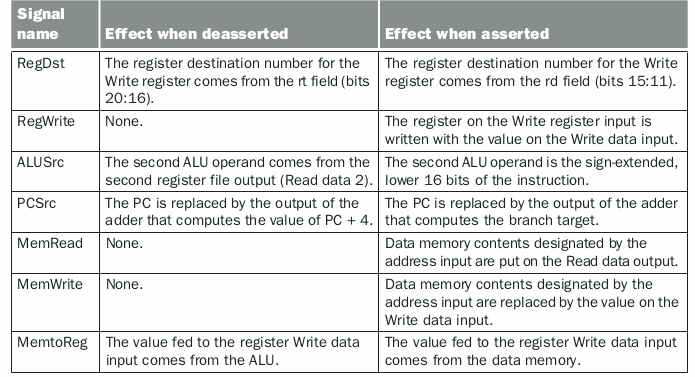 Signal
name
Effect when deasserted
Effect when asserted
RegDst
The register destination number for the
Write register comes from the rt field (bits
20:16).
The register destination number for the Write
register comes from the rd field (bits 15:11).
RegWrite
None.
The register on the Write register input is
written with the value on the Write data input.
ALUSrc
The second ALU operand comes from the
second register file output (Read data 2).
The second ALU operand is the sign-extended,
lower 16 bits of the instruction.
PCSrc
The PC is replaced by the output of the
adder that computes the value of PC + 4.
The PC is replaced by the output of the adder
that computes the branch target.
MemRead
None.
Data memory contents designated by the
address input are put on the Read data output.
MemWrite
None.
Data memory contents designated by the
address input are replaced by the value on the
Write data input.
MemtoReg
The value fed to the register Write data
input comes from the ALU.
The value fed to the register Write data input
comes from the data memory.